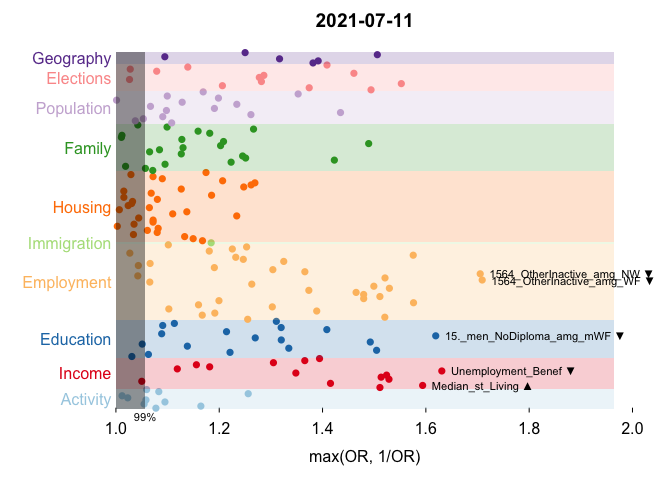 2021-07-11
Geography
Elections
Population
Family
Housing
Immigration
Employment
1564_OtherInactive_amg_NW ▼
1564_OtherInactive_amg_WF ▼
Education
15._men_NoDiploma_amg_mWF ▼
Income
Unemployment_Benef ▼
Median_st_Living ▲
Activity
99%
1.0 1.2 1.4 1.6 1.8 2.0
max(OR, 1/OR)